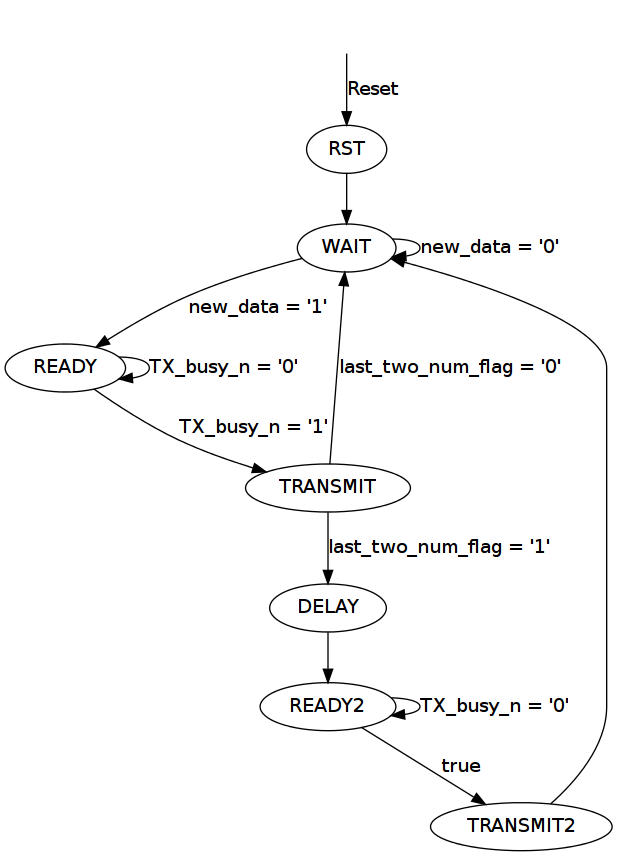 Reset
RST
WAIT
new_data = '0'
new_data = '1'
READY
TX_busy_n = '0'
last_two_num_flag = '0'
TX_busy_n = '1'
TRANSMIT
last_two_num_flag = '1'
DELAY
READY2
TX_busy_n = '0'
true
TRANSMIT2